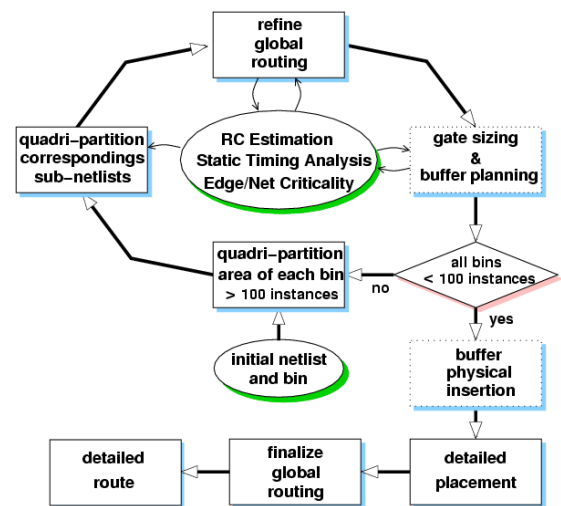 refine
global
routing
quadri-partition
correspondings
sub-netlists
RC Estimation
Static Timing Analysis
Edge/Net Criticality
gate sizing
&
buffer planning
quadri-partition
area of each bin
> 100 instances
all bins
< 100 instances
no
yes
initial netlist
and bin
buffer
physical
insertion
detailed
route
finalize
global
routing
detailed
placement